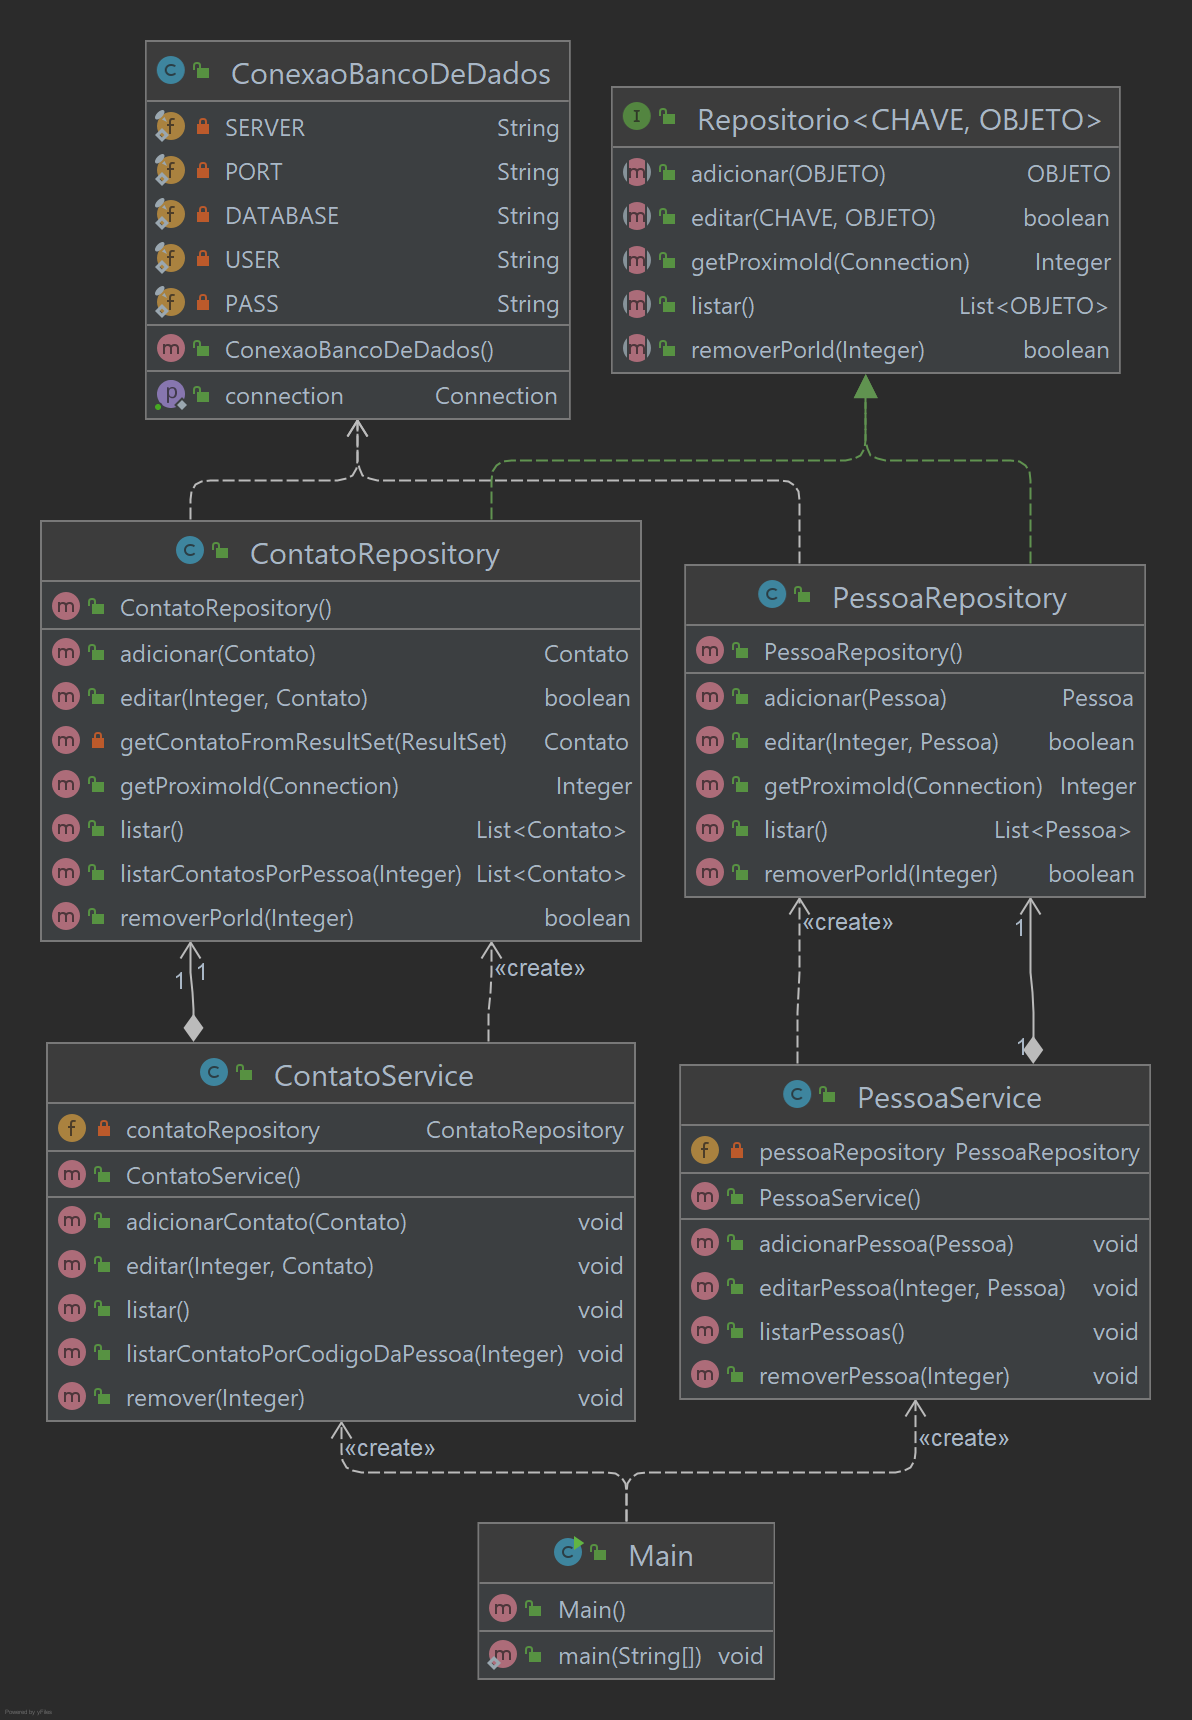 ConexaoBancoDeDados
SERVER String
PORT String
DATABASE String
USER String
PASS String
ConexaoBancoDeDados()
connection Connection
Repositorio<CHAVE, OBJETO>
adicionar(OBJETO) OBJETO
editar(CHAVE, OBJETO) boolean
getProximoId(Connection) Integer
listar() List<OBJETO>
removerPorId(Integer) boolean
ContatoRepository
ContatoRepository()
adicionar(Contato) Contato
editar(Integer, Contato) boolean
getContatoFromResultSet(ResultSet) Contato
getProximoId(Connection) Integer
listar() List<Contato>
listarContatosPorPessoa(Integer) List<Contato>
removerPorId(Integer) boolean
PessoaRepository
PessoaRepository()
adicionar(Pessoa) Pessoa
editar(Integer, Pessoa) boolean
getProximoId(Connection) Integer
listar() List<Pessoa>
removerPorId(Integer) boolean
1 1
«create»
«create»
1
1
ContatoService
contatoRepository ContatoRepository
ContatoService()
adicionarContato(Contato) void
editar(Integer, Contato) void
listar() void
listarContatoPorCodigoDaPessoa(Integer) void
remover(Integer) void
PessoaService
pessoaRepository PessoaRepository
PessoaService()
adicionarPessoa(Pessoa) void
editarPessoa(Integer, Pessoa) void
listarPessoas() void
removerPessoa(Integer) void
«create»
«create»
Main
Main()
main(String[]) void
Powered by yFiles